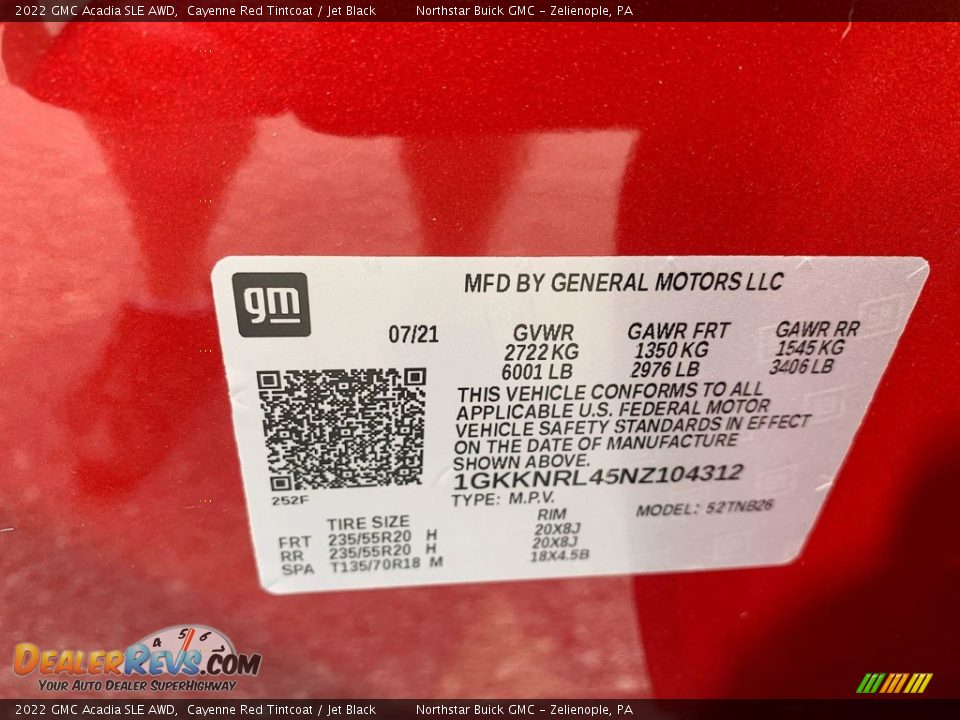 2022 GMC Acadia SLE AWD, Cayenne Red Tintcoat / Jet Black Northstar Buick GMC - Zelienople, PA
gm
MFD BY GENERAL MOTORS LLC
07/21 GVWR GAWR FRT GAWR RR
2722 KG 1350 KG 1545 KG
6001 LB 2976 LB 3406 LB
THIS VEHICLE CONFORMS TO ALL
APPLICABLE U.S. FEDERAL MOTOR
VEHICLE SAFETY STANDARDS IN EFFECT
ON THE DATE OF MANUFACTURE
SHOWN ABOVE.
1GKKNRL45NZ104312
252F
TYPE: M.P.V. MODEL: 52TNB26
TIRE SIZE RIM
FRT 235/55R20 H 20X8J
RR 235/55R20 H 20X8J
SPA T135/70R18 M 18X4.5B
4 5 6
DEALERREVS.COM
YOUR AUTO DEALER SUPERHIGHWAY
2022 GMC Acadia SLE AWD, Cayenne Red Tintcoat / Jet Black Northstar Buick GMC - Zelienople, PA